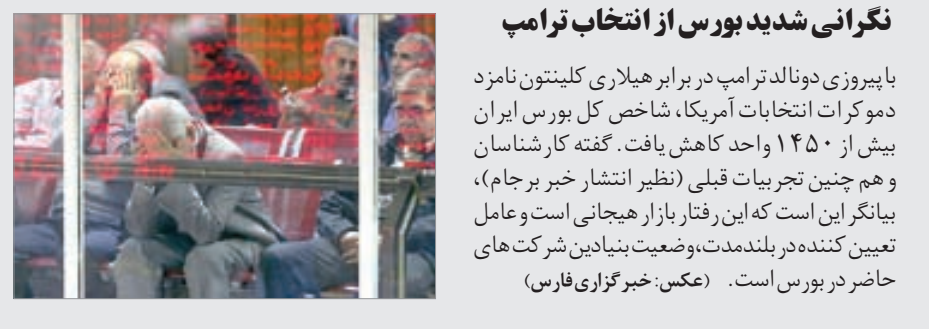 نگرانی شدید بورس از انتخاب ترامپ
با پیروزی دونالد ترامپ در برابر هیلاری کلینتون نامزد
دموکرات انتخابات آمریکا، شاخص کل بورس ایران
بیش از ۱۴۵۰ واحد کاهش یافت. گفته کارشناسان
و هم چنین تجربیات قبلی (نظیر انتشار خبر برجام)،
بیانگر این است که این رفتار بازار هیجانی است و عامل
تعیین کننده در بلندمدت، وضعیت بنیادین شرکت های
حاضر در بورس است. (عکس: خبرگزاری فارس)